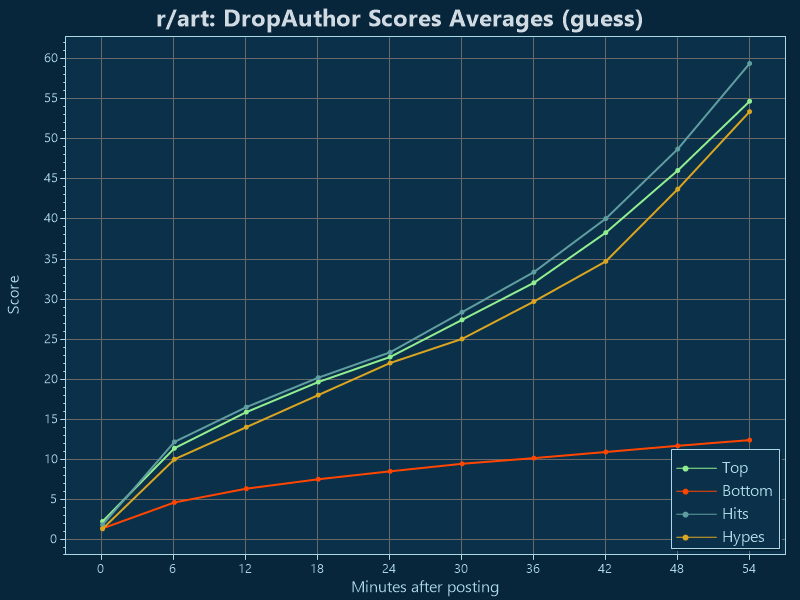 r/art: DropAuthor Scores Averages (guess)
60
55
50
45
40
35
30
25
20
15
10
5
0
Score
Top
Bottom
Hits
Hypes
0 6 12 18 24 30 36 42 48 54
Minutes after posting